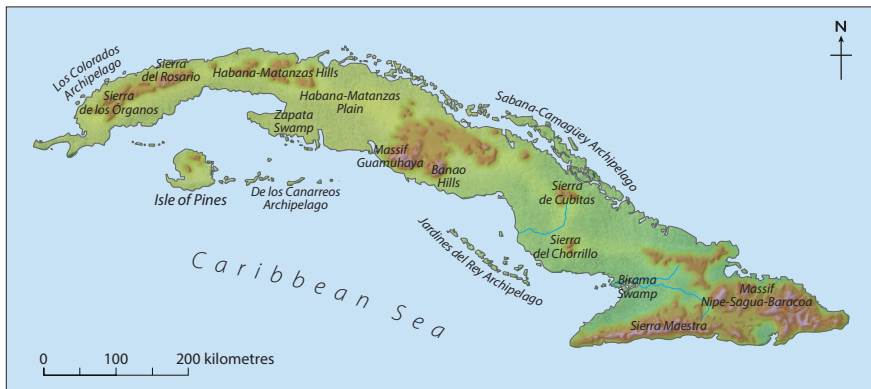 N
Los Colorados
Archipelago
Sierra
del Rosario
Habana-Matanzas Hills
Sierra
de los Organos
Habana-Matanzas
Plain
Zapata
Swamp
Sabana-Camagüey Archipelago
Massif
Guamuhaya
Banao
Hills
Isle of Pines
De los Canarreos
Archipelago
Sierra
de Cubitas
Jardines del Rey Archipelago
Sierra
del Chorrillo
Caribbean Sea
Birama
Swamp
Massif
Nipe-Sagua-Baracoa
Sierra Maestra
0 100 200 kilometres